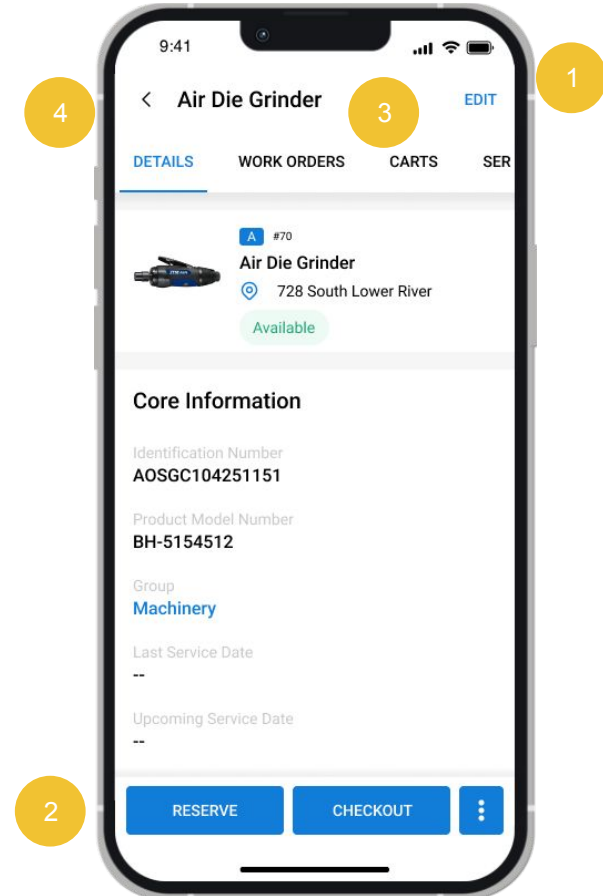 9:41
1
4
Air Die Grinder
3
EDIT
DETAILS WORK ORDERS CARTS SER
A #70
Air Die Grinder
728 South Lower River
Available
Core Information
Identification Number
AOSGC104251151
Product Model Number
BH-5154512
Group
Machinery
Last Service Date
--
Upcoming Service Date
--
2
RESERVE CHECKOUT